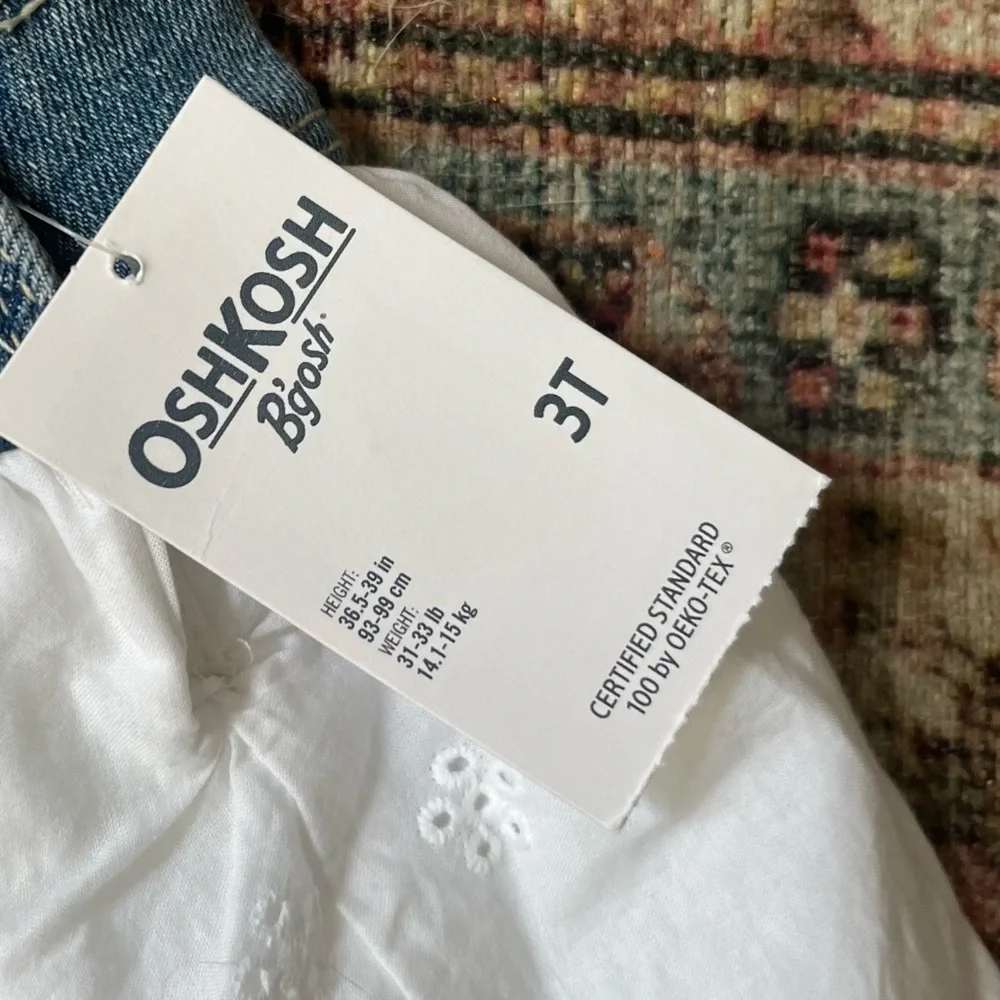 OSHKOSH
B'gosh
3T
HEIGHT:
36.5-39 in
93-99 cm
WEIGHT:
31-33 lb
14.1-15 kg
CERTIFIED STANDARD
100 by OEKO-TEX®